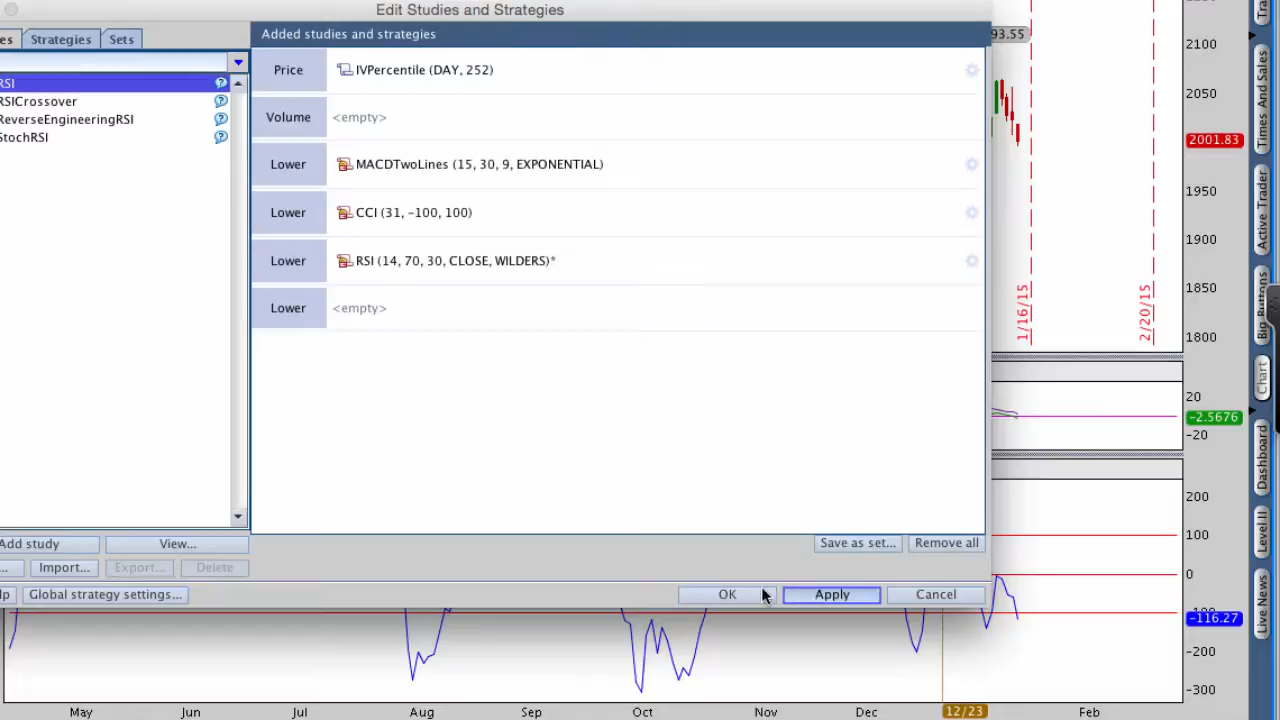 Edit Studies and Strategies
es
Strategies
Sets
Added studies and strategies
RSI
RSICrossover
ReverseEngineeringRSI
StochRSI
Price
IVPercentile (DAY, 252)
Volume
<empty>
Lower
MACDTwoLines (15, 30, 9, EXPONENTIAL)
Lower
CCI (31, -100, 100)
Lower
RSI (14, 70, 30, CLOSE, WILDERS)*
Lower
<empty>
Add study
View...
...
Import...
Export...
Delete
Save as set...
Remove all
lp
Global strategy settings...
OK
Apply
Cancel
93.55
2100
2050
2001.83
1950
1900
1850
1800
1/16/15
2/20/15
20
-2.5676
-20
200
100
0
-100
-116.27
-200
-300
May
Jun
Jul
Aug
Sep
Oct
Nov
Dec
12/23
Feb
Tra
Times And Sales
Active Trader
Big Buttons
Chart
Dashboard
Level II
Live News